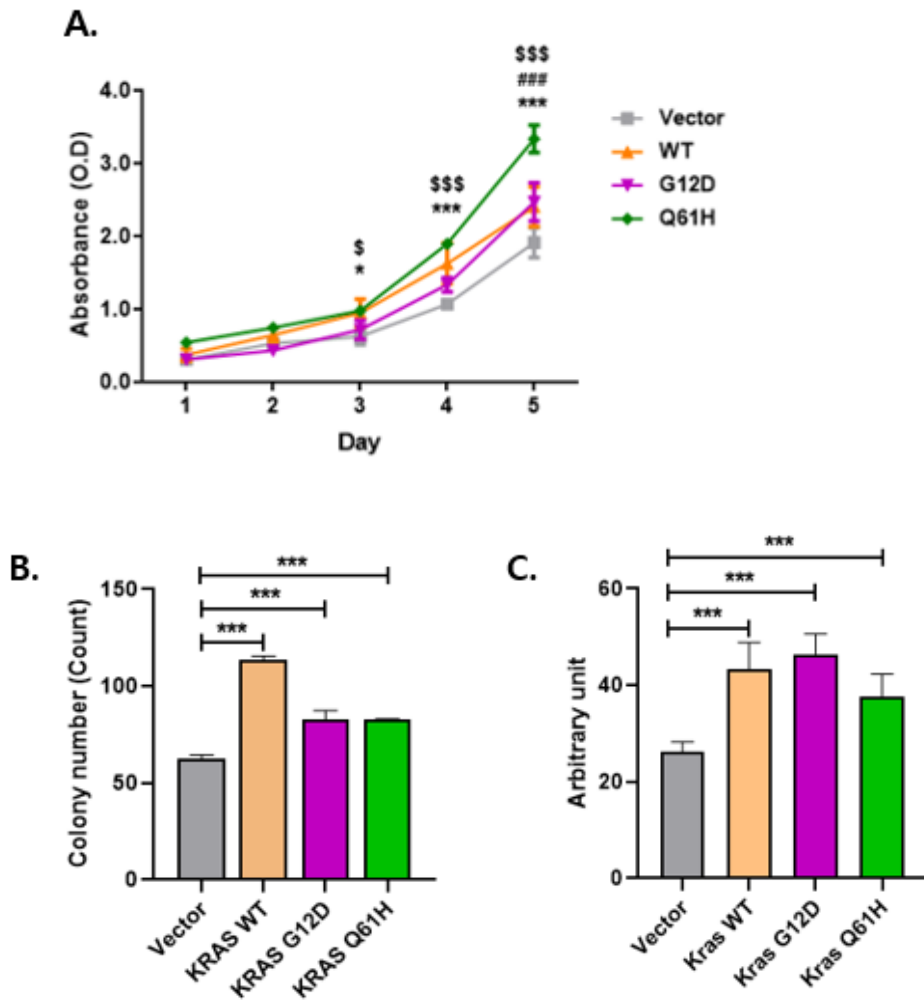 A.
Absorbance (O.D)
4.0
3.0
2.0
1.0
0.0
$
*
$$$
***
$$$
###
***
1 2 3 4 5
Day
Vector
WT
G12D
Q61H
B.
Colony number (Count)
150
100
50
0
***
***
***
Vector
KRAS WT
KRAS G12D
KRAS Q61H
C.
Arbitrary unit
60
40
20
0
***
***
***
Vector
Kras WT
Kras G12D
Kras Q61H